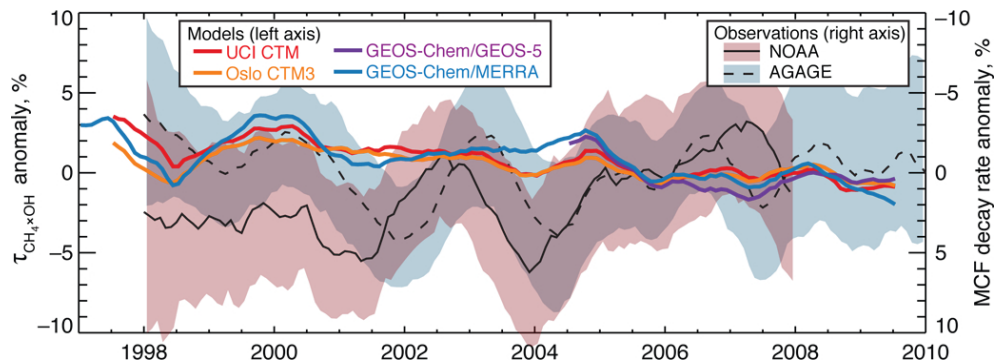 10
5
0
−5
−10
τCH₄×OH anomaly, %
Models (left axis)
UCI CTM
Oslo CTM3
GEOS-Chem/GEOS-5
GEOS-Chem/MERRA
Observations (right axis)
NOAA
AGAGE
−10
−5
0
5
10
MCF decay rate anomaly, %
1998
2000
2002
2004
2006
2008
2010